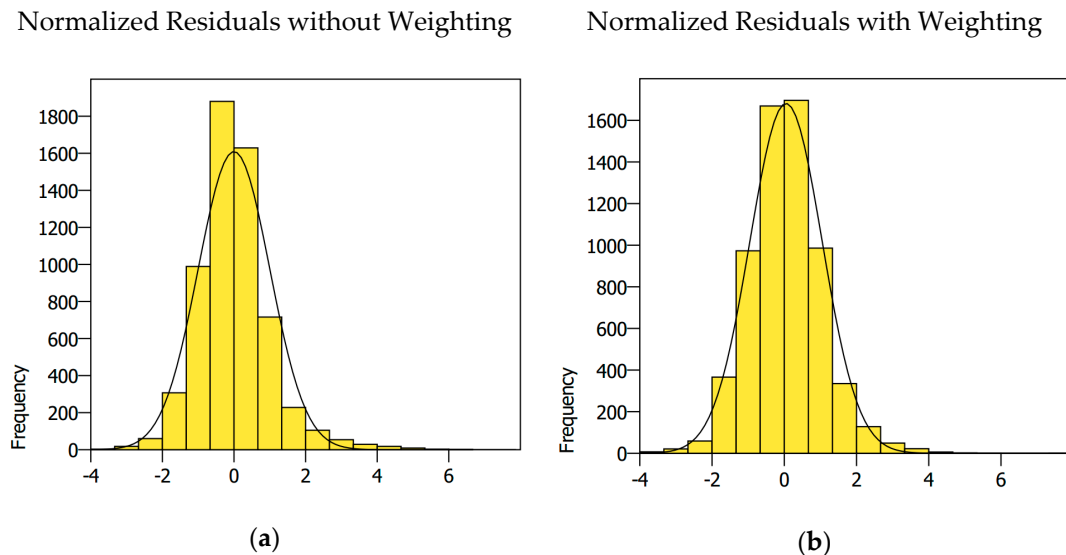 Normalized Residuals without Weighting
Normalized Residuals with Weighting
1800
1600
1400
1200
1000
800
600
400
200
0
Frequency
-4 -2 0 2 4 6
(a)
1600
1400
1200
1000
800
600
400
200
0
Frequency
-4 -2 0 2 4 6
(b)